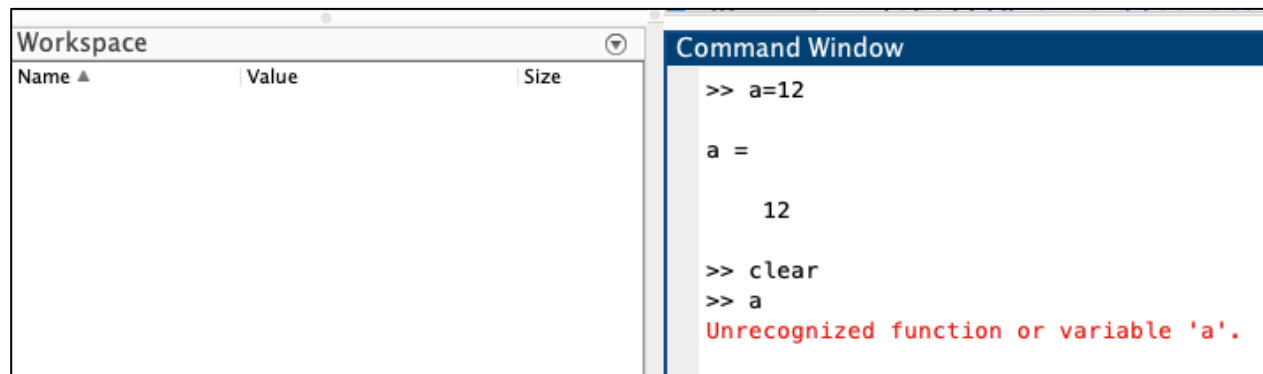 Workspace
Name Value Size
Command Window
>> a=12
a =
12
>> clear
>> a
Unrecognized function or variable 'a'.